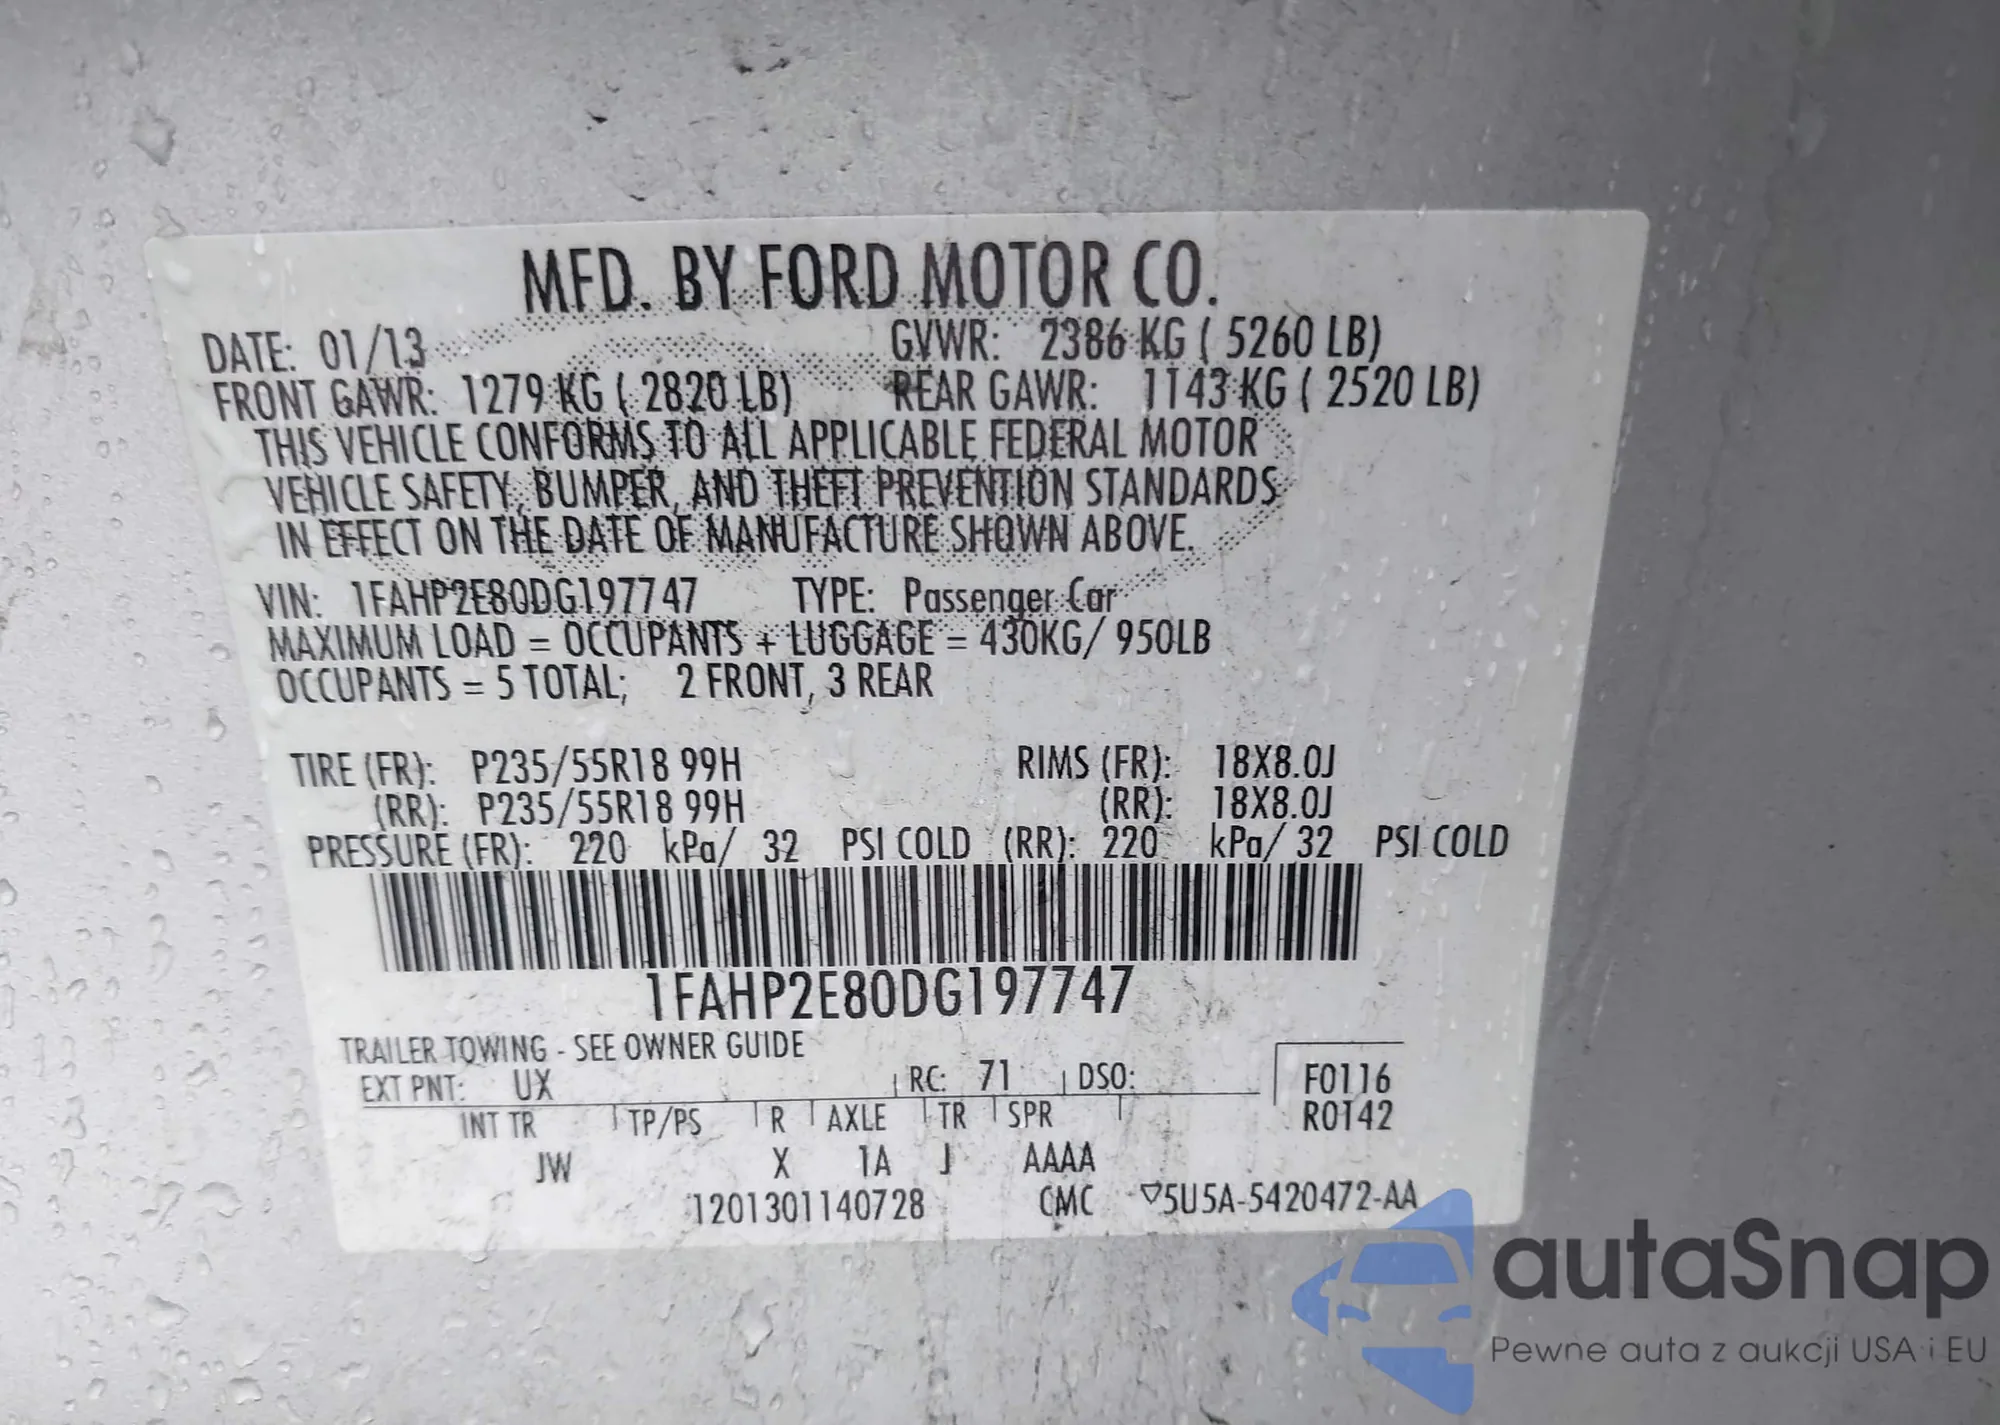 MFD. BY FORD MOTOR CO.
DATE: 01/13 GVWR: 2386 KG ( 5260 LB)
FRONT GAWR: 1279 KG ( 2820 LB) REAR GAWR: 1143 KG ( 2520 LB)
THIS VEHICLE CONFORMS TO ALL APPLICABLE FEDERAL MOTOR
VEHICLE SAFETY, BUMPER, AND THEFT PREVENTION STANDARDS
IN EFFECT ON THE DATE OF MANUFACTURE SHOWN ABOVE.
VIN: 1FAHP2E80DG197747 TYPE: Passenger Car
MAXIMUM LOAD = OCCUPANTS + LUGGAGE = 430KG/ 950LB
OCCUPANTS = 5 TOTAL; 2 FRONT, 3 REAR
TIRE (FR): P235/55R18 99H RIMS (FR): 18X8.0J
(RR): P235/55R18 99H (RR): 18X8.0J
PRESSURE (FR): 220 kPa/ 32 PSI COLD (RR): 220 kPa/ 32 PSI COLD
1FAHP2E80DG197747
TRAILER TOWING - SEE OWNER GUIDE
EXT PNT: UX RC: 71 DSO: F0116
INT TR TP/PS R AXLE TR SPR R0142
JW X 1A J AAAA
1201301140728 CMC ▽5U5A-5420472-AA
autaSnap
Pewne auta z aukcji USA i EU